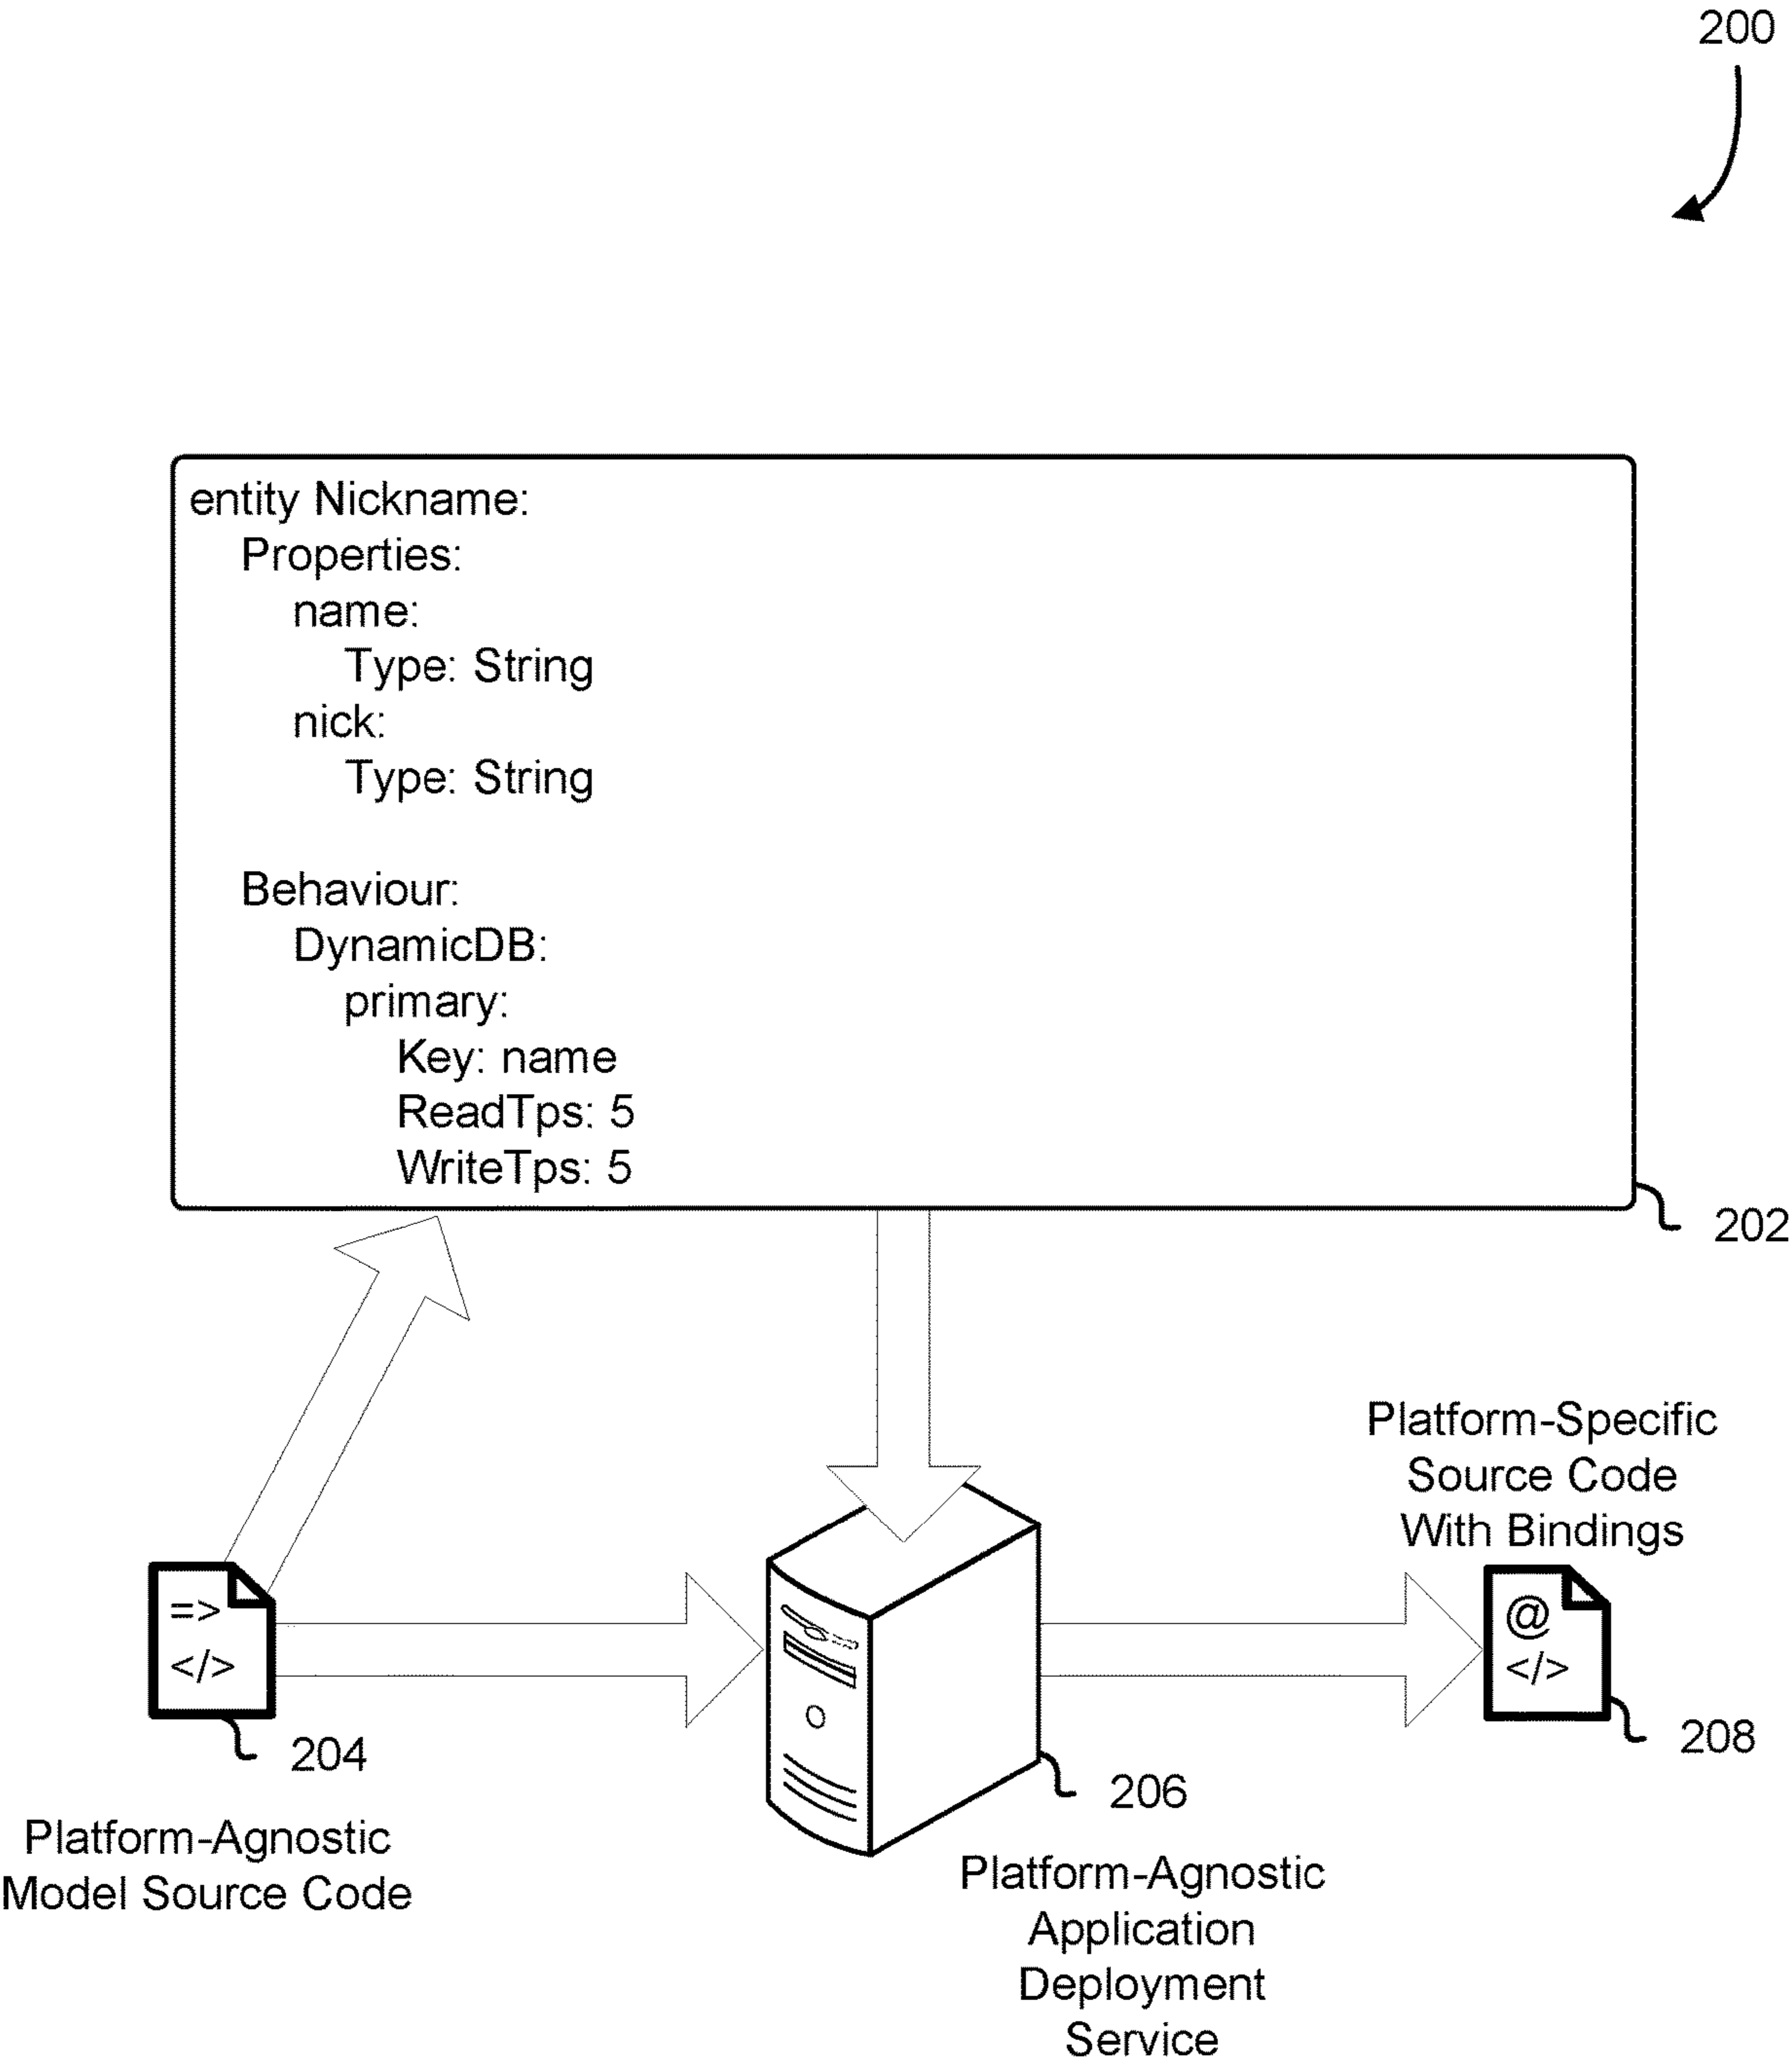 200
entity Nickname:
Properties:
name:
Type: String
nick:
Type: String
Behaviour:
DynamicDB:
primary:
Key: name
ReadTps: 5
WriteTps: 5
202
Platform-Specific
Source Code
With Bindings
=>
</>
204
Platform-Agnostic
Model Source Code
206
Platform-Agnostic
Application
Deployment
Service
@
</>
208